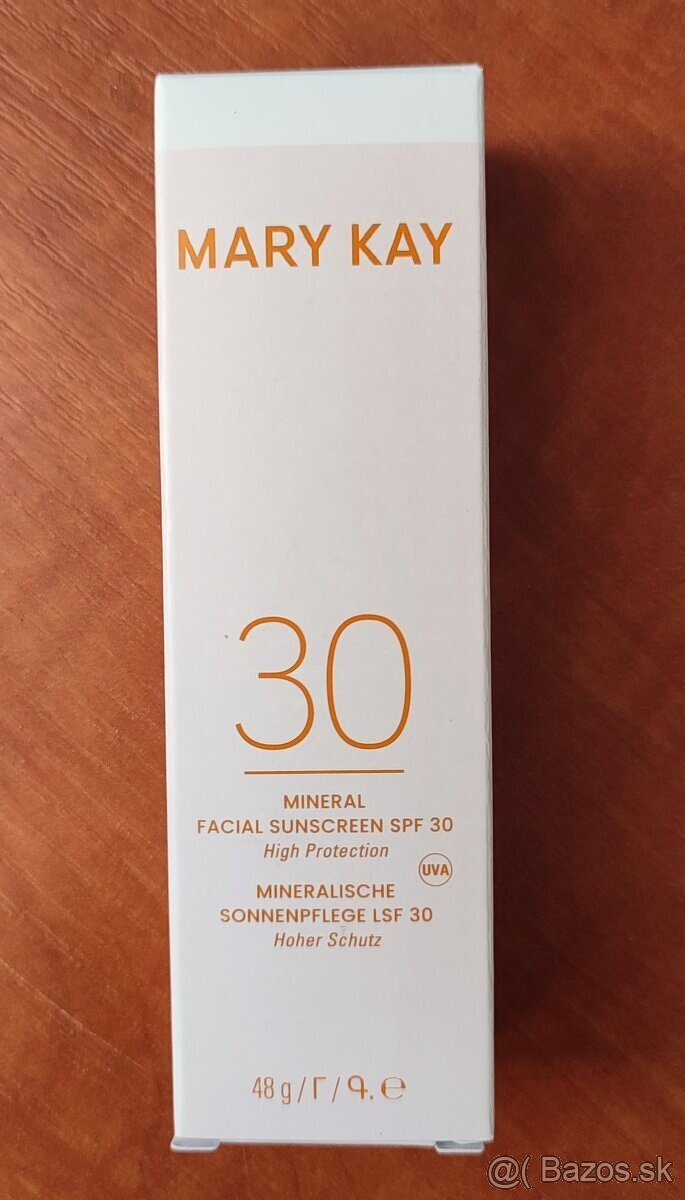 MARY KAY
30
MINERAL
FACIAL SUNSCREEN SPF 30
High Protection
UVA
MINERALISCHE
SONNENPFLEGE LSF 30
Hoher Schutz
48 g / Г / Գ. ℮
@( Bazos.sk